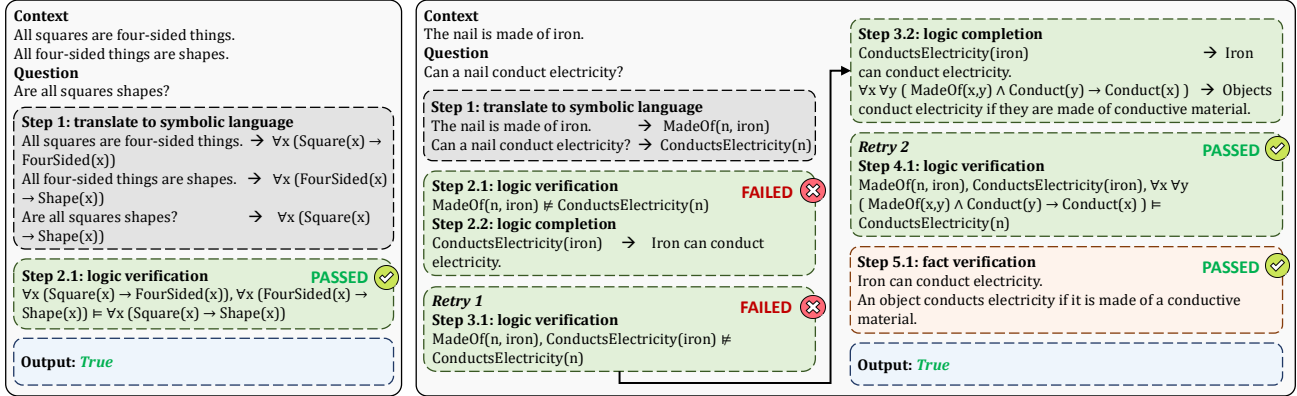 Context
All squares are four-sided things.
All four-sided things are shapes.
Question
Are all squares shapes?
Step 1: translate to symbolic language
All squares are four-sided things. → ∀x (Square(x) →
FourSided(x))
All four-sided things are shapes. → ∀x (FourSided(x)
→ Shape(x))
Are all squares shapes? → ∀x (Square(x)
→ Shape(x))
Step 2.1: logic verification PASSED
∀x (Square(x) → FourSided(x)), ∀x (FourSided(x) →
Shape(x)) ⊨ ∀x (Square(x) → Shape(x))
Output: True
Context
The nail is made of iron.
Question
Can a nail conduct electricity?
Step 1: translate to symbolic language
The nail is made of iron. → MadeOf(n, iron)
Can a nail conduct electricity? → ConductsElectricity(n)
Step 2.1: logic verification FAILED
MadeOf(n, iron) ⊭ ConductsElectricity(n)
Step 2.2: logic completion
ConductsElectricity(iron) → Iron can conduct
electricity.
Retry 1 FAILED
Step 3.1: logic verification
MadeOf(n, iron), ConductsElectricity(iron) ⊭
ConductsElectricity(n)
Step 3.2: logic completion
ConductsElectricity(iron) → Iron
can conduct electricity.
∀x ∀y ( MadeOf(x,y) ∧ Conduct(y) → Conduct(x) ) → Objects
conduct electricity if they are made of conductive material.
Retry 2 PASSED
Step 4.1: logic verification
MadeOf(n, iron), ConductsElectricity(iron), ∀x ∀y
( MadeOf(x,y) ∧ Conduct(y) → Conduct(x) ) ⊨
ConductsElectricity(n)
Step 5.1: fact verification PASSED
Iron can conduct electricity.
An object conducts electricity if it is made of a conductive
material.
Output: True